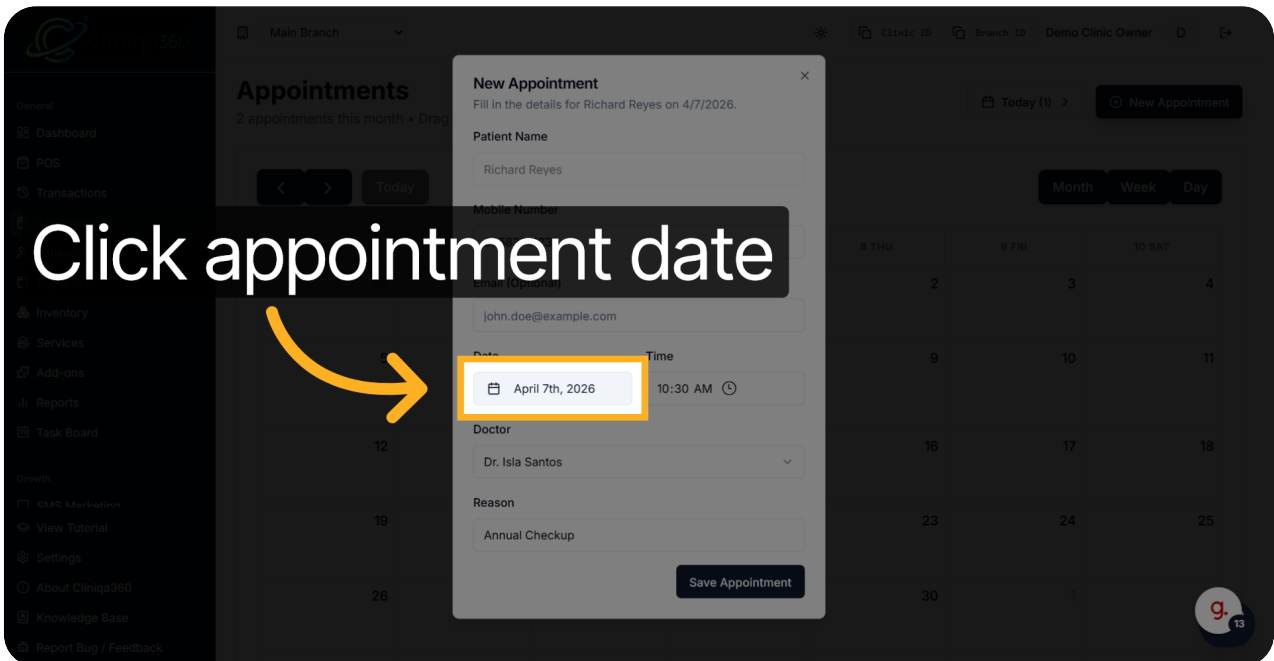 Cliniqa360
Main Branch
Clinic ID
Branch ID
Demo Clinic Owner
D
General
Dashboard
POS
Transactions
Inventory
Services
Add-ons
Reports
Task Board
Growth
SMS Marketing
View Tutorial
Settings
About Cliniqa360
Knowledge Base
Report Bug / Feedback
Appointments
2 appointments this month • Drag
Today (1)
New Appointment
Today
Month
Week
Day
8 THU
9 FRI
10 SAT
2
3
4
5
9
10
11
12
16
17
18
19
23
24
25
26
30
1
New Appointment
Fill in the details for Richard Reyes on 4/7/2026.
Patient Name
Richard Reyes
Mobile Number
Click appointment date
Email (Optional)
john.doe@example.com
Date
Time
April 7th, 2026
10:30 AM
Doctor
Dr. Isla Santos
Reason
Annual Checkup
Save Appointment
g.
13